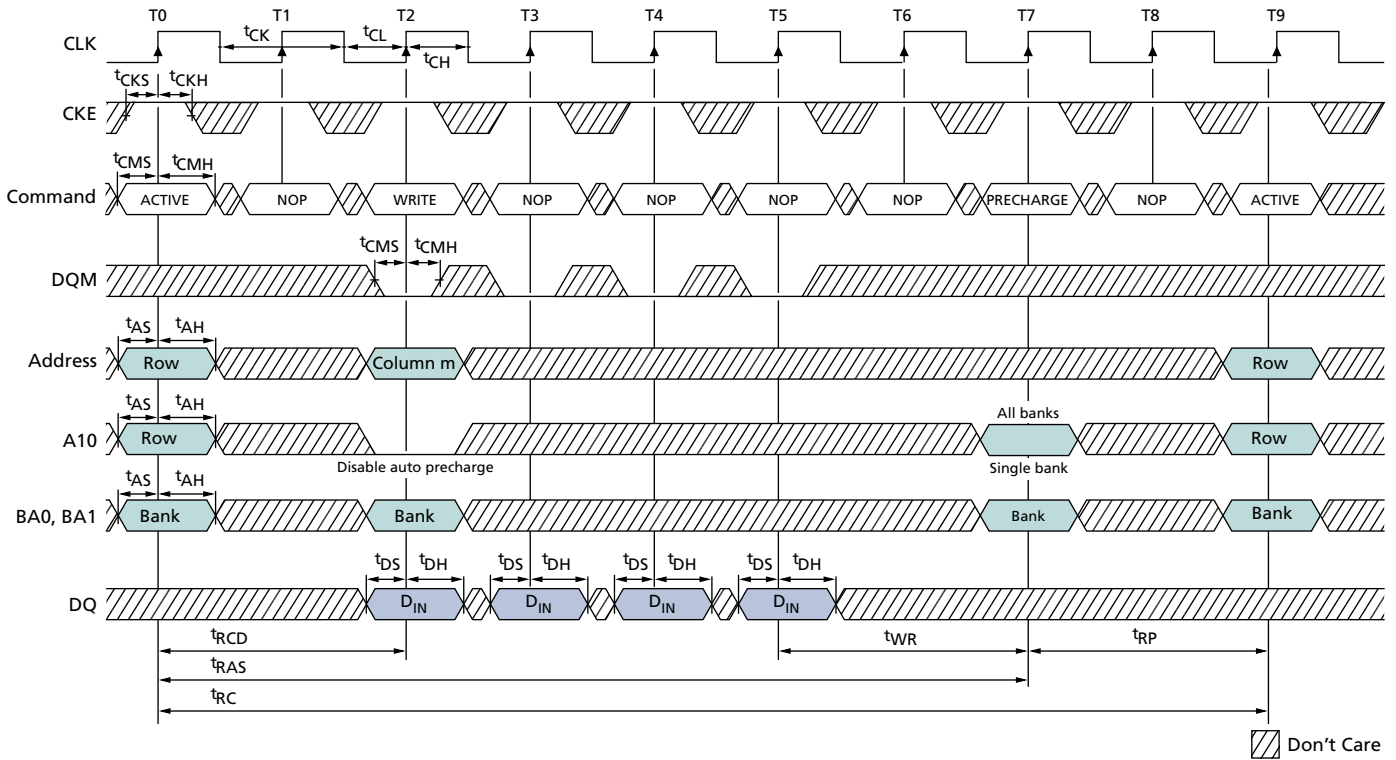 T0 T1 T2 T3 T4 T5 T6 T7 T8 T9
CLK tCK tCL tCH
tCKS tCKH
CKE
tCMS tCMH
Command ACTIVE NOP WRITE NOP NOP NOP NOP PRECHARGE NOP ACTIVE
tCMS tCMH
DQM
tAS tAH
Address Row Column m Row
tAS tAH All banks
A10 Row Row
Disable auto precharge Single bank
tAS tAH
BA0, BA1 Bank Bank Bank Bank
tDS tDH tDS tDH tDS tDH tDS tDH
DQ DIN DIN DIN DIN
tRCD tWR tRP
tRAS
tRC
Don't Care